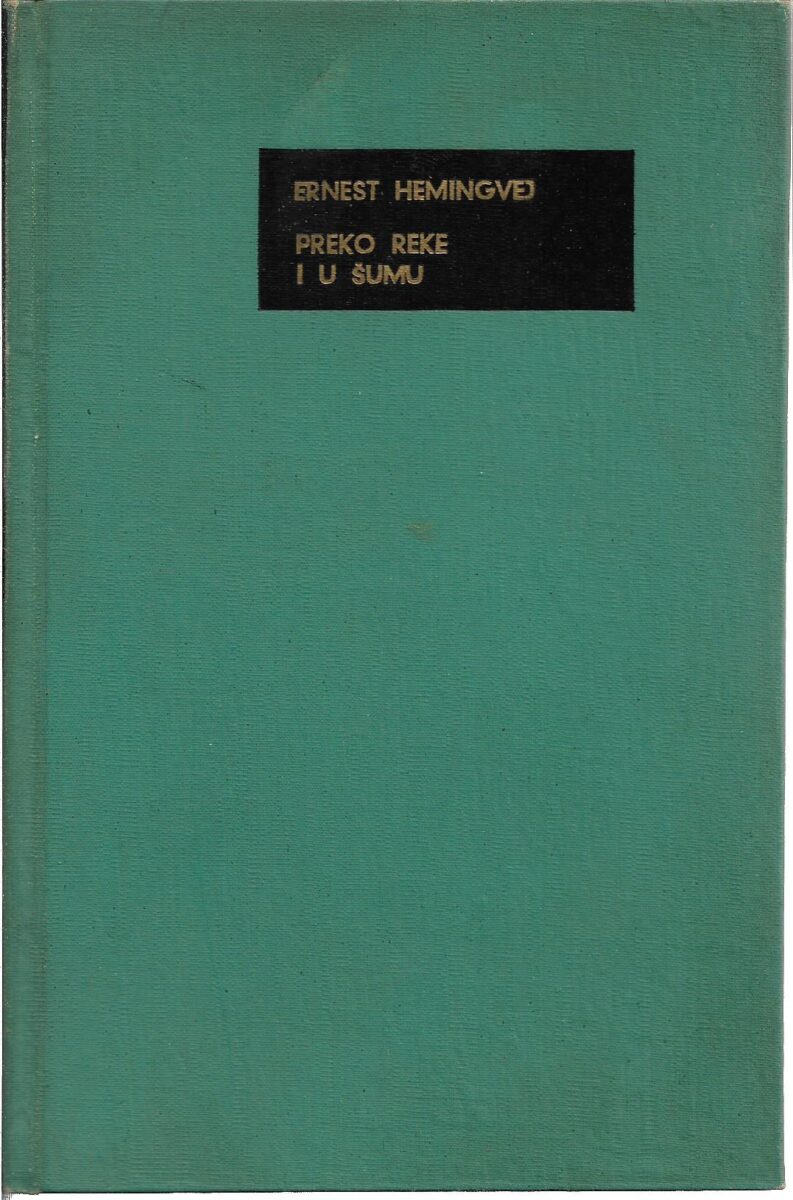 ERNEST HEMINGVEJ
PREKO REKE
I U ŠUMU